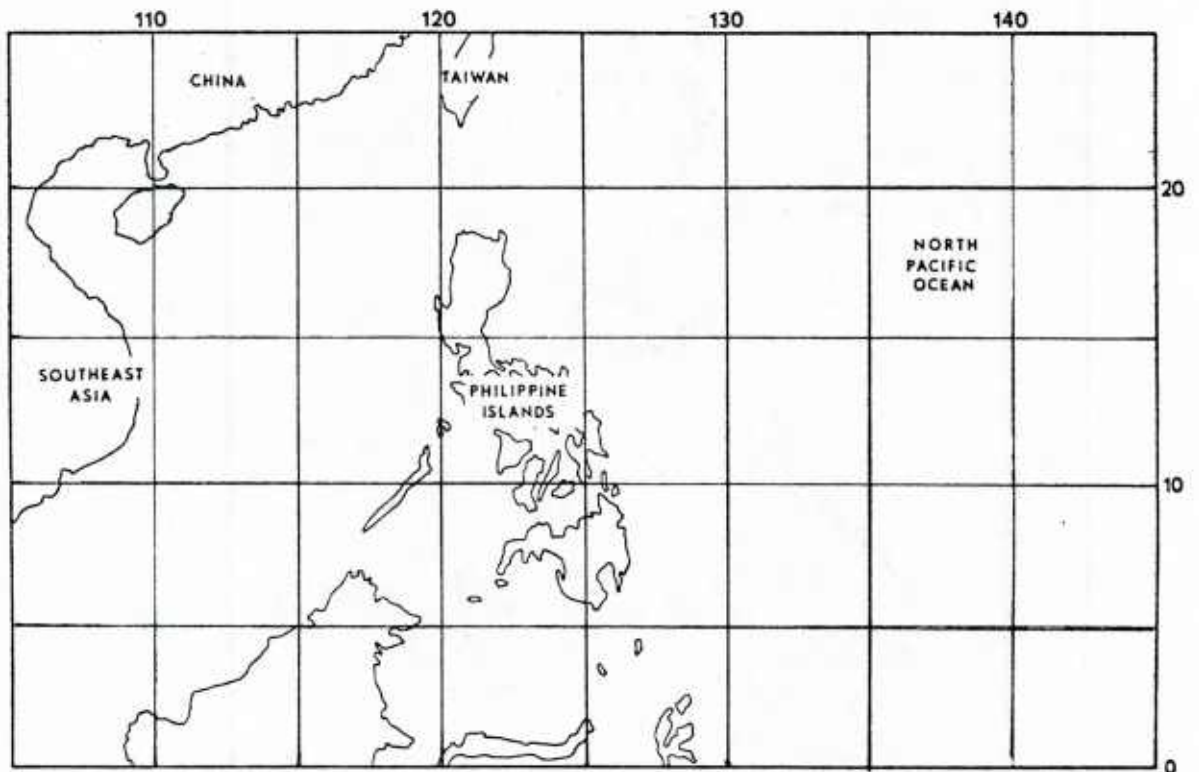 110 120 130 140
CHINA
TAIWAN
20
NORTH
PACIFIC
OCEAN
SOUTHEAST
ASIA
PHILIPPINE
ISLANDS
10
0